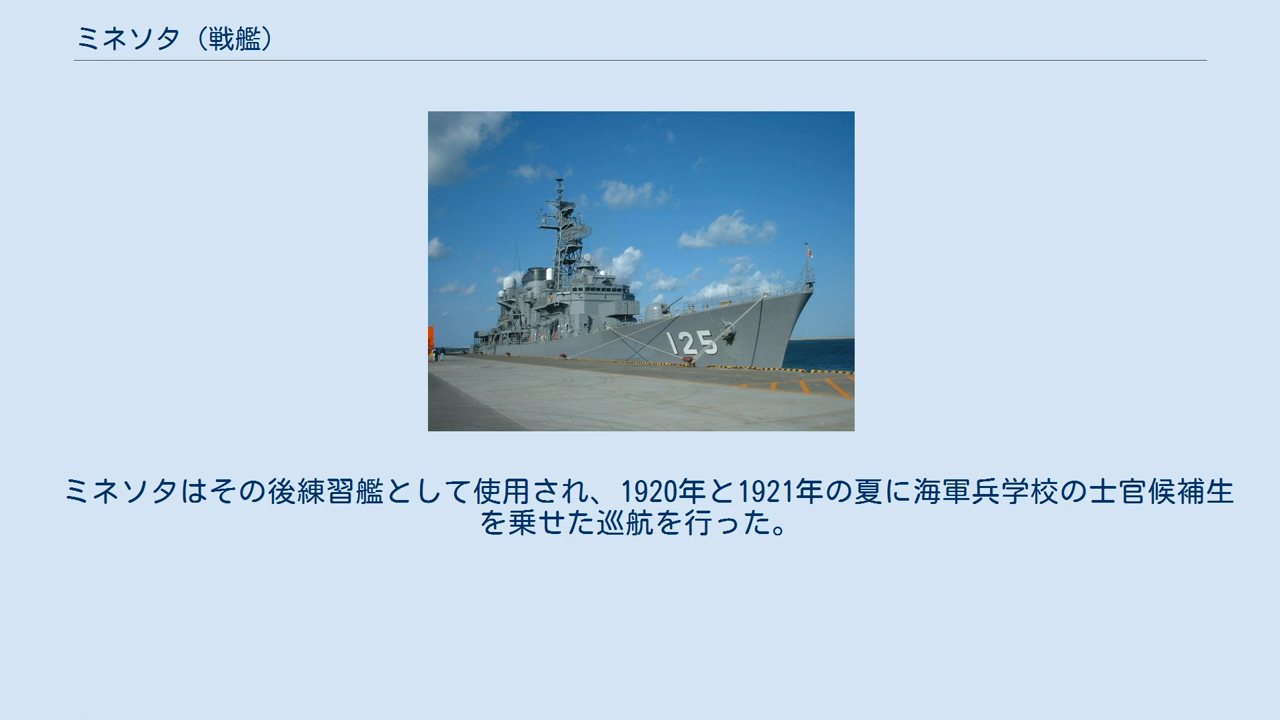 ミネソタ（戦艦）
125
ミネソタはその後練習艦として使用され、1920年と1921年の夏に海軍兵学校の士官候補生
を乗せた巡航を行った。